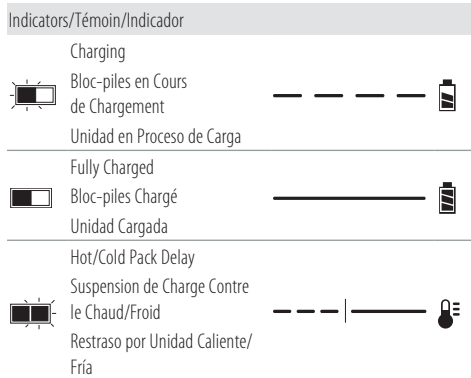 Indicators/Témoin/Indicador
Charging
Bloc-piles en Cours
de Chargement
Unidad en Proceso de Carga
Fully Charged
Bloc-piles Chargé
Unidad Cargada
Hot/Cold Pack Delay
Suspension de Charge Contre
le Chaud/Froid
Restraso por Unidad Caliente/
Fría